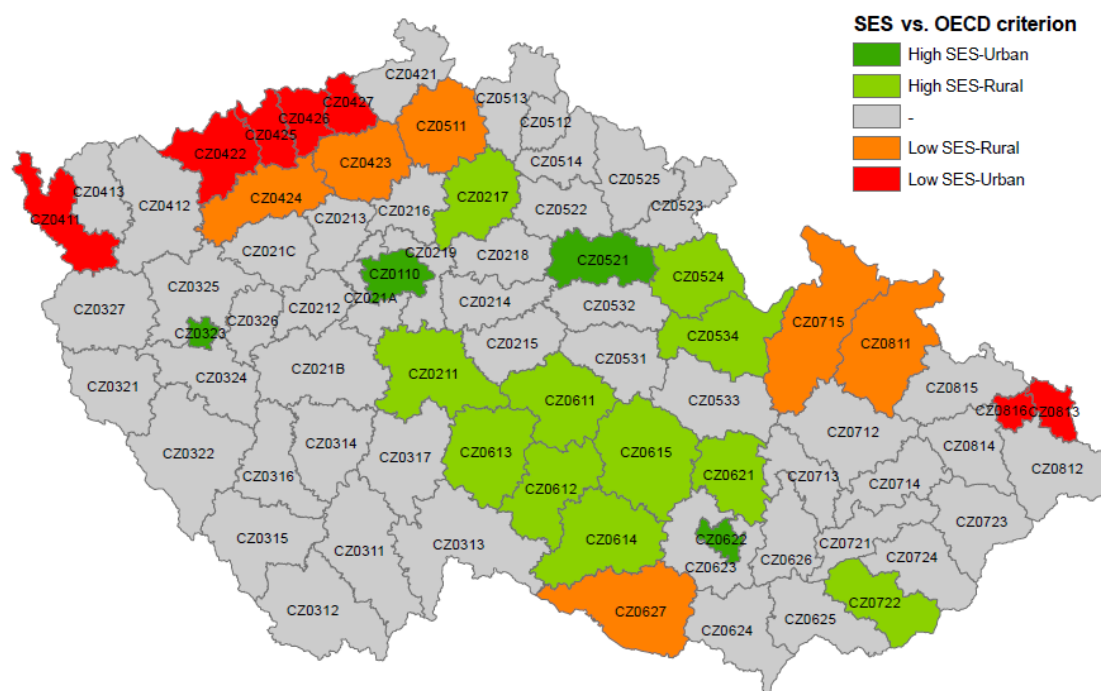 SES vs. OECD criterion
High SES-Urban
High SES-Rural
-
Low SES-Rural
Low SES-Urban
CZ0421
CZ0427
CZ0513
CZ0426
CZ0512
CZ0511
CZ0425
CZ0422
CZ0423
CZ0514
CZ0525
CZ0413
CZ0412
CZ0424
CZ0217
CZ0523
CZ0411
CZ0213
CZ0216
CZ0522
CZ021C
CZ0219
CZ0218
CZ0521
CZ0110
CZ0524
CZ0325
CZ021A
CZ0214
CZ0532
CZ0327
CZ0326
CZ0212
CZ0323
CZ0534
CZ0715
CZ0811
CZ0215
CZ0531
CZ0321
CZ0324
CZ021B
CZ0211
CZ0815
CZ0611
CZ0533
CZ0816
CZ0813
CZ0322
CZ0314
CZ0317
CZ0613
CZ0615
CZ0621
CZ0712
CZ0814
CZ0812
CZ0316
CZ0612
CZ0713
CZ0714
CZ0723
CZ0315
CZ0311
CZ0313
CZ0614
CZ0622
CZ0721
CZ0724
CZ0623
CZ0626
CZ0722
CZ0312
CZ0627
CZ0624
CZ0625